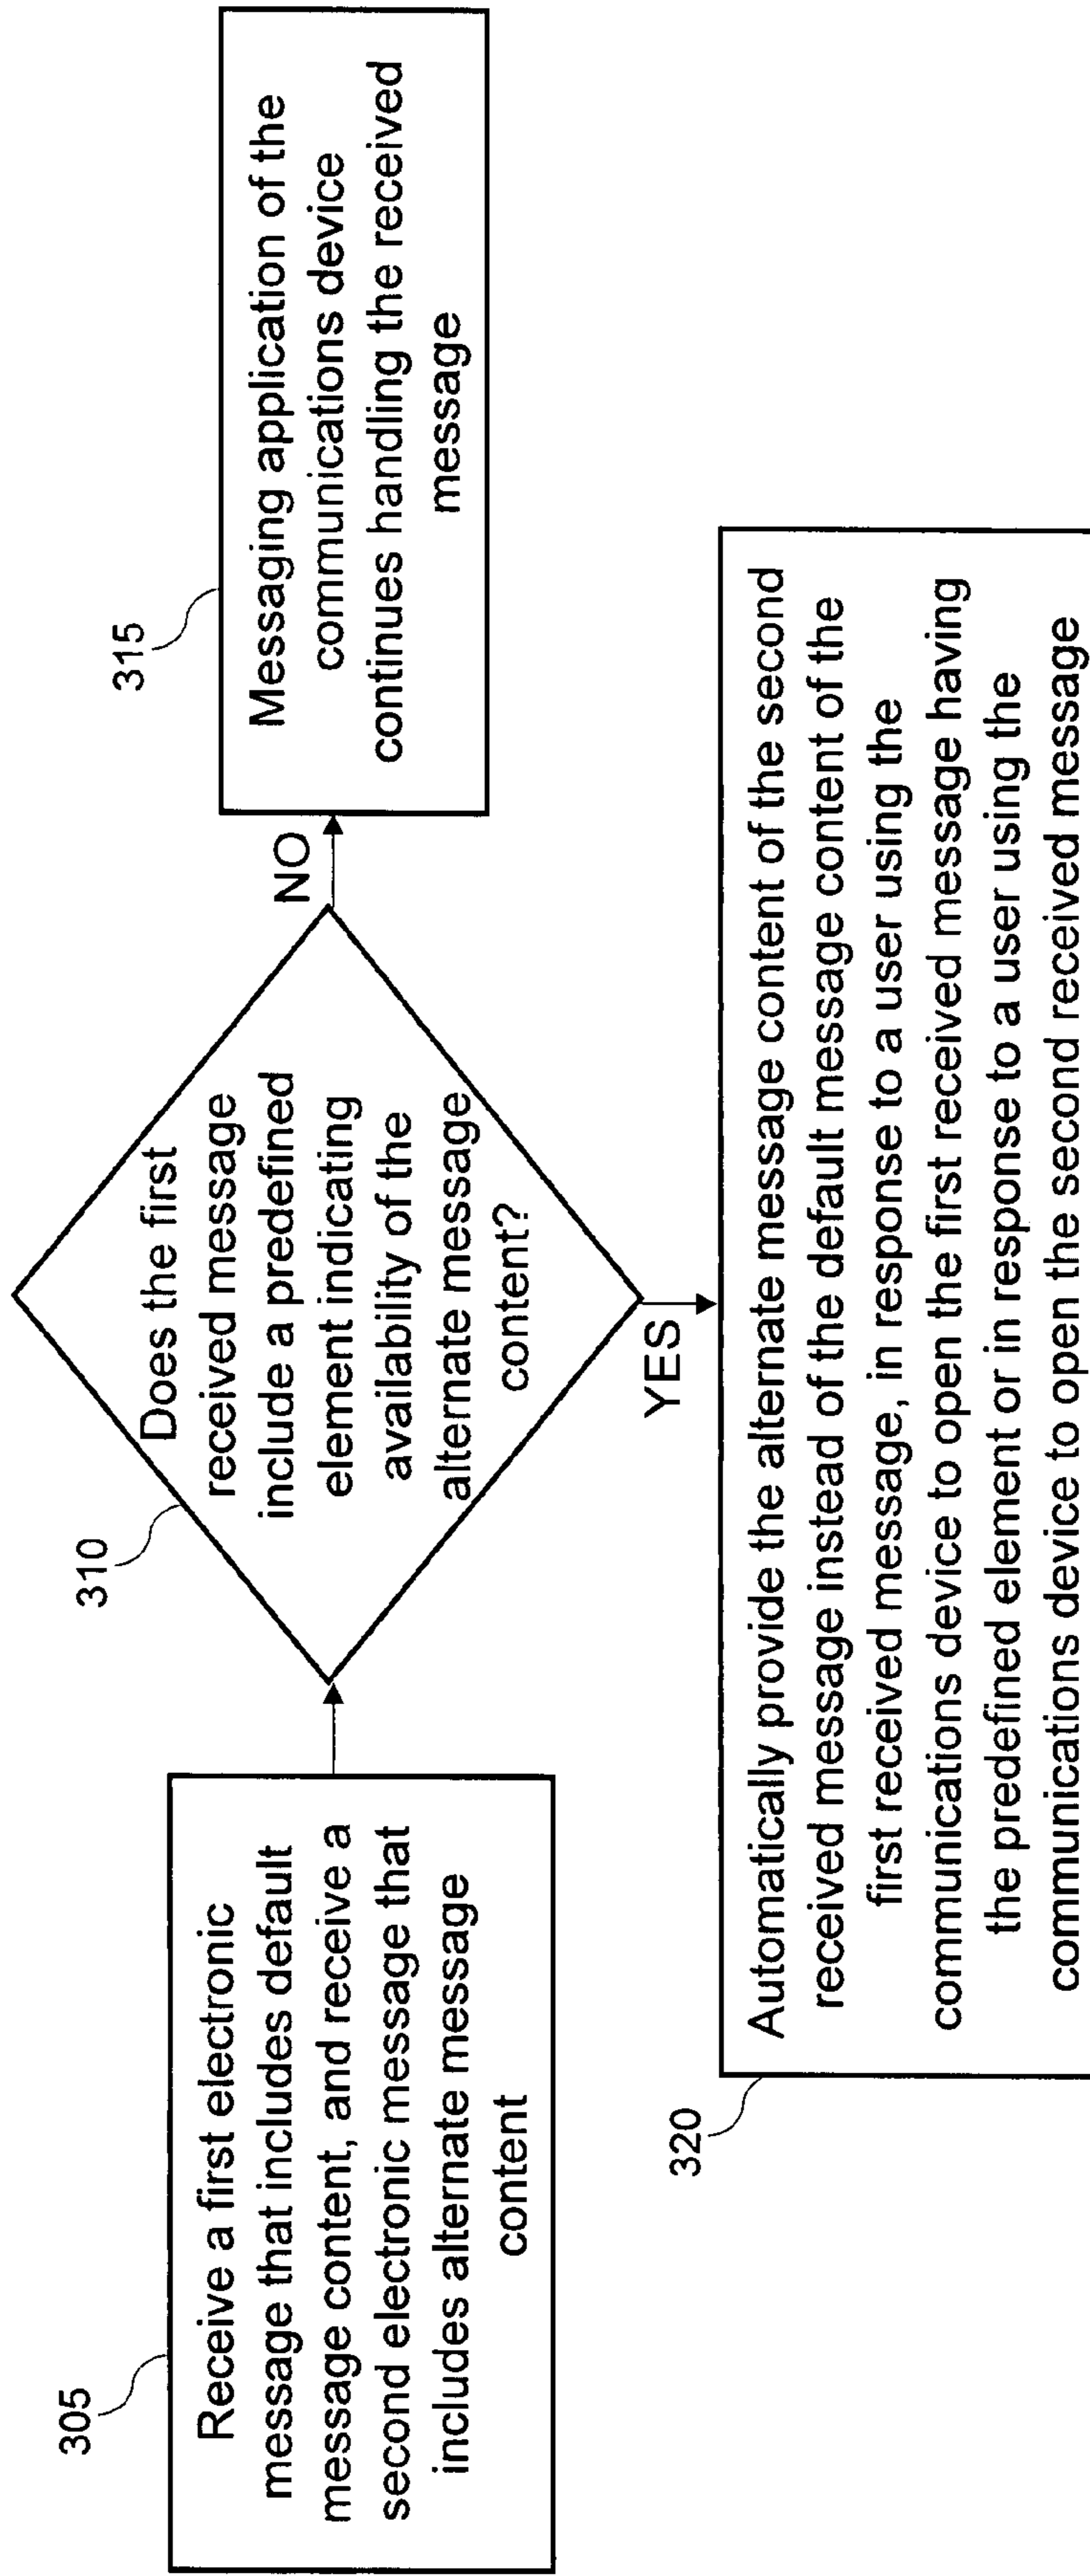 305
Receive a first electronic
message that includes default
message content, and receive a
second electronic message that
includes alternate message
content
310
Does the first
received message
include a predefined
element indicating
availability of the
alternate message
content?
NO
315
Messaging application of the
communications device
continues handling the received
message
YES
320
Automatically provide the alternate message content of the second
received message instead of the default message content of the
first received message, in response to a user using the
communications device to open the first received message having
the predefined element or in response to a user using the
communications device to open the second received message